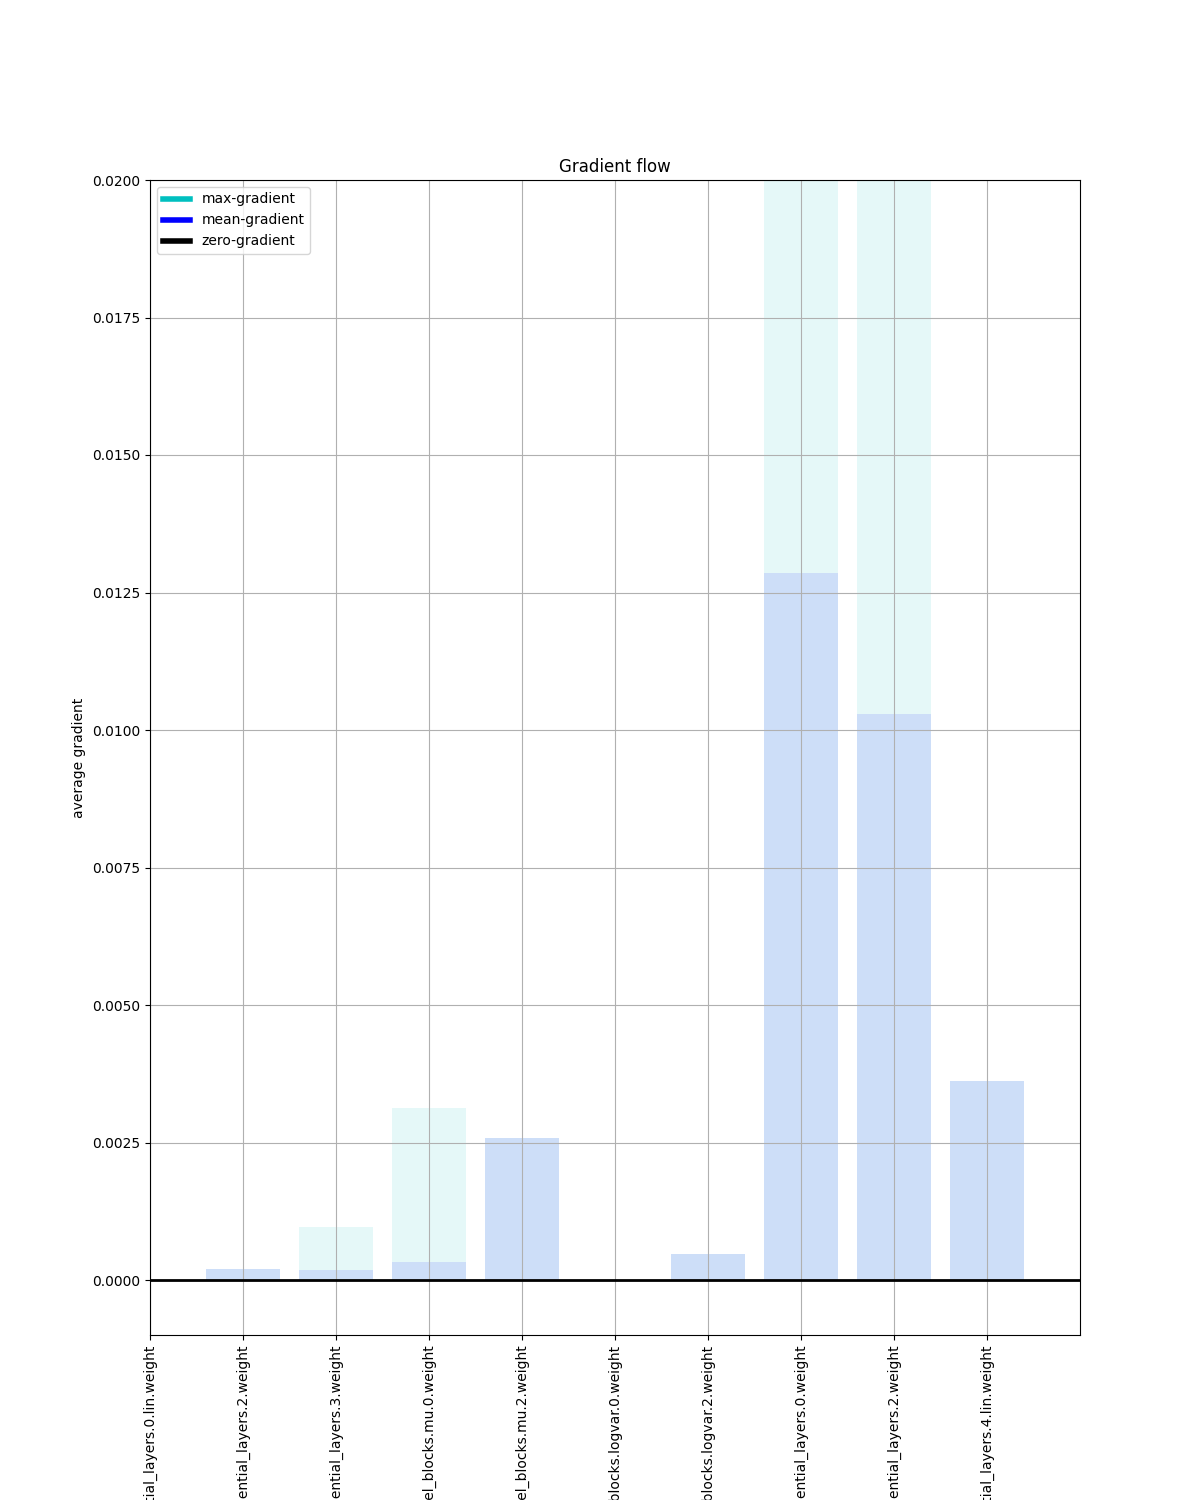 Gradient flow
max-gradient
mean-gradient
zero-gradient
0.0200
0.0175
0.0150
0.0125
0.0100
0.0075
0.0050
0.0025
0.0000
average gradient
tial_layers.0.lin.weight
ential_layers.2.weight
ential_layers.3.weight
el_blocks.mu.0.weight
el_blocks.mu.2.weight
blocks.logvar.0.weight
blocks.logvar.2.weight
ential_layers.0.weight
ential_layers.2.weight
tial_layers.4.lin.weight